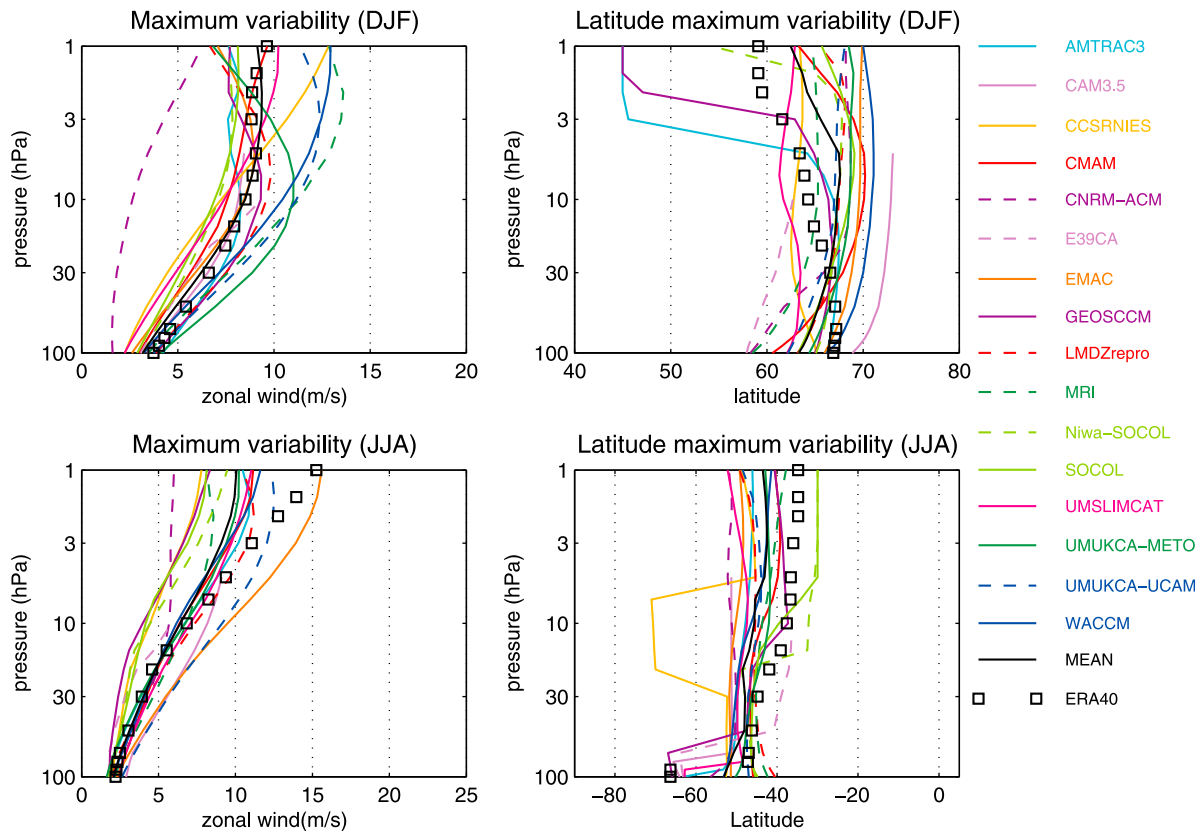 Maximum variability (DJF)
1
3
10
30
100
pressure (hPa)
0 5 10 15 20
zonal wind(m/s)
Latitude maximum variability (DJF)
1
3
10
30
100
pressure (hPa)
40 50 60 70 80
latitude
Maximum variability (JJA)
1
3
10
30
100
pressure (hPa)
0 5 10 15 20 25
zonal wind(m/s)
Latitude maximum variability (JJA)
1
3
10
30
100
pressure (hPa)
−80 −60 −40 −20 0
Latitude
AMTRAC3
CAM3.5
CCSRNIES
CMAM
CNRM−ACM
E39CA
EMAC
GEOSCCM
LMDZrepro
MRI
Niwa−SOCOL
SOCOL
UMSLIMCAT
UMUKCA−METO
UMUKCA−UCAM
WACCM
MEAN
ERA40